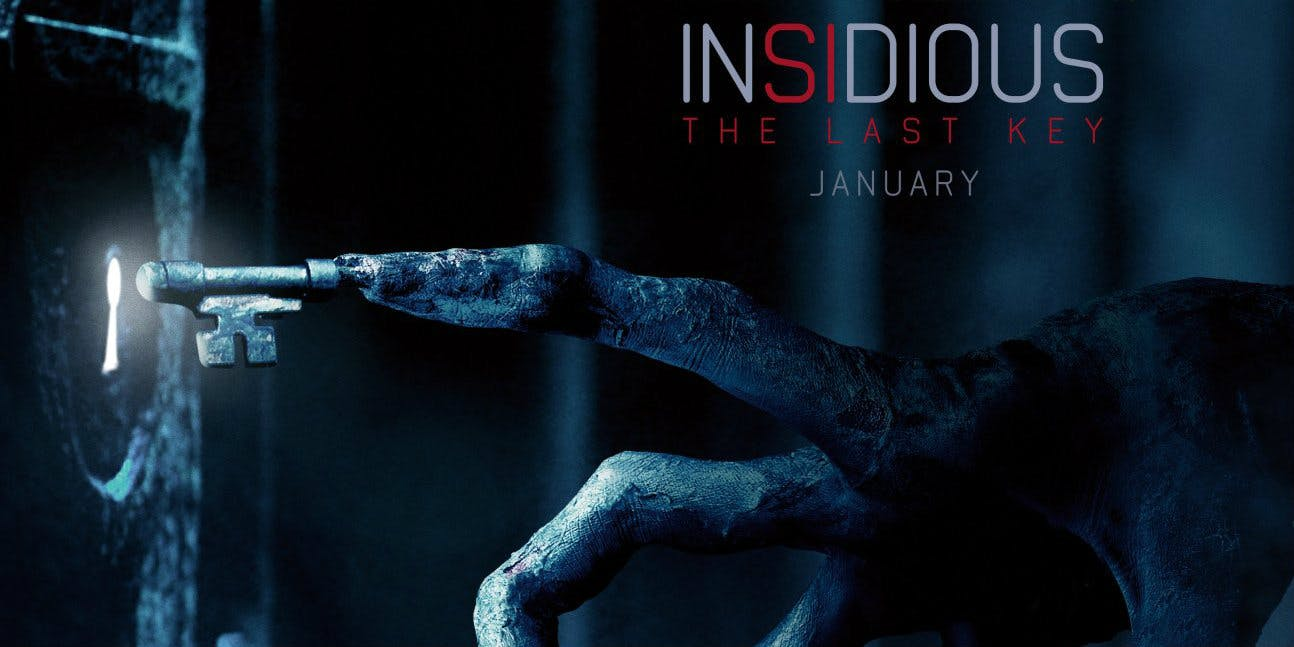 INSIDIOUS
THE LAST KEY
JANUARY